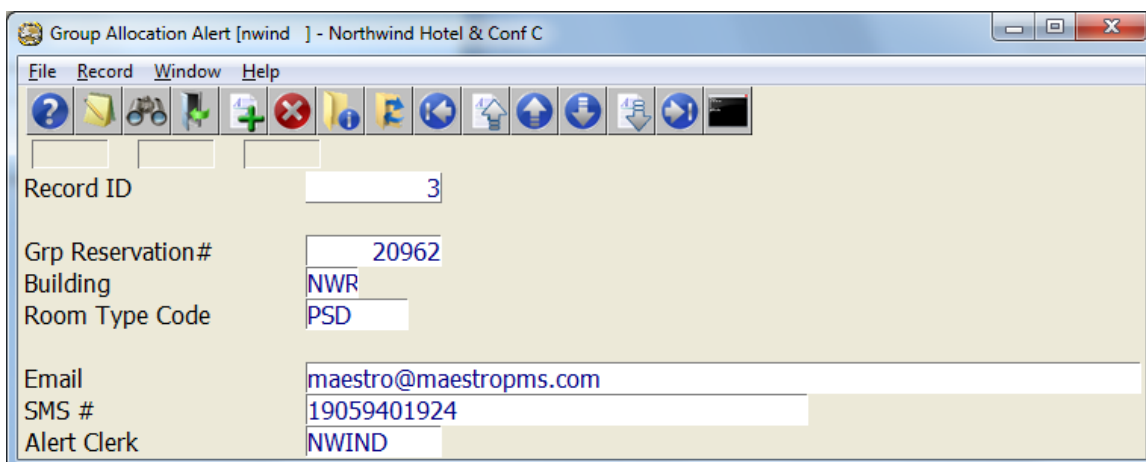 Group Allocation Alert [nwind ] - Northwind Hotel & Conf C
File Record Window Help
Record ID 3
Grp Reservation# 20962
Building NWR
Room Type Code PSD
Email maestro@maestropms.com
SMS # 19059401924
Alert Clerk NWIND